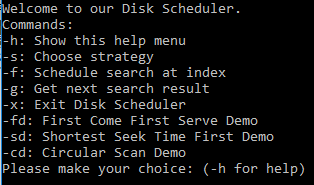 Welcome to our Disk Scheduler.
Commands:
-h: Show this help menu
-s: Choose strategy
-f: Schedule search at index
-g: Get next search result
-x: Exit Disk Scheduler
-fd: First Come First Serve Demo
-sd: Shortest Seek Time First Demo
-cd: Circular Scan Demo
Please make your choice: (-h for help)